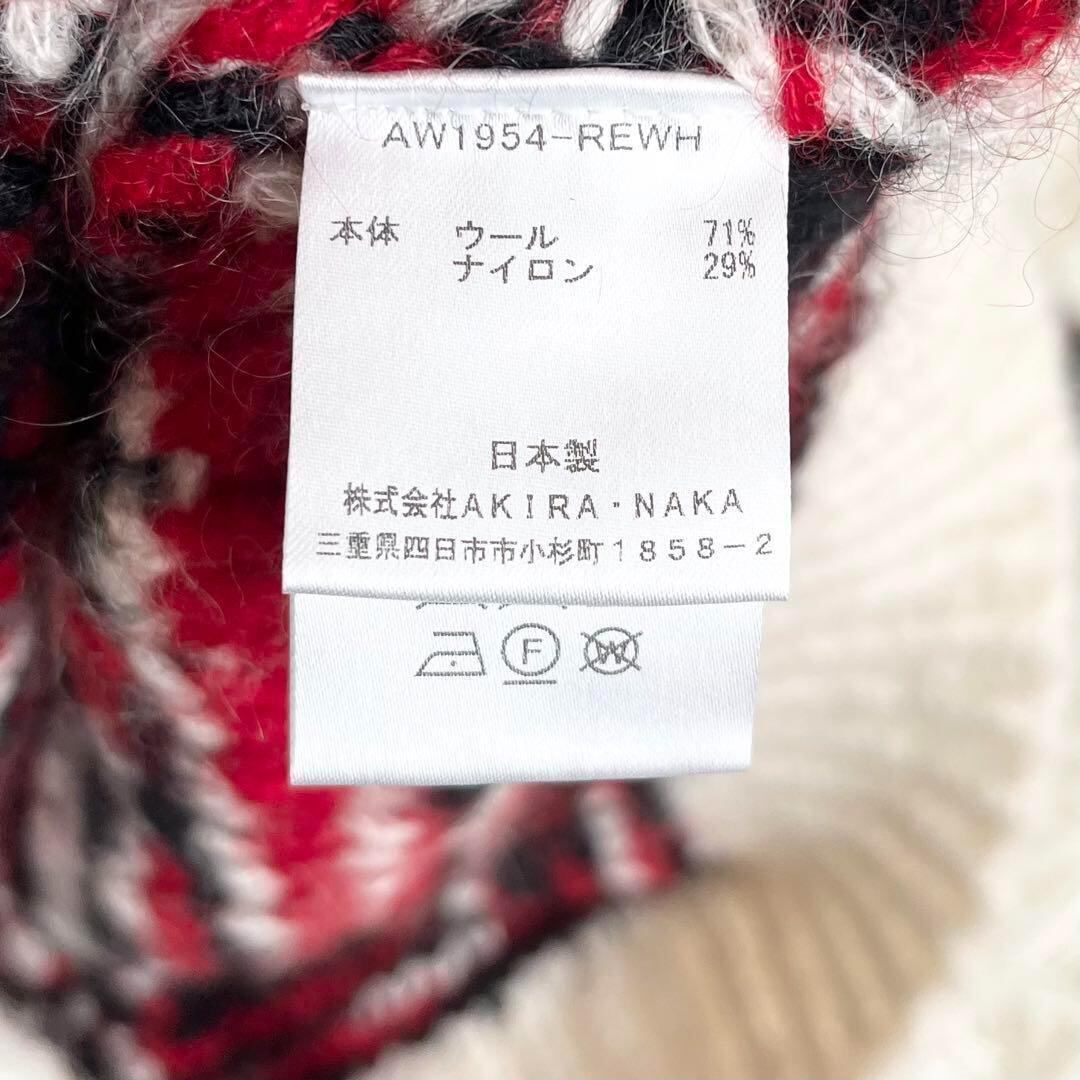 AW1954-REWH
本体 ウール 71%
ナイロン 29%
日本製
株式会社AKIRA・NAKA
三重県四日市市小杉町1858-2
F
W